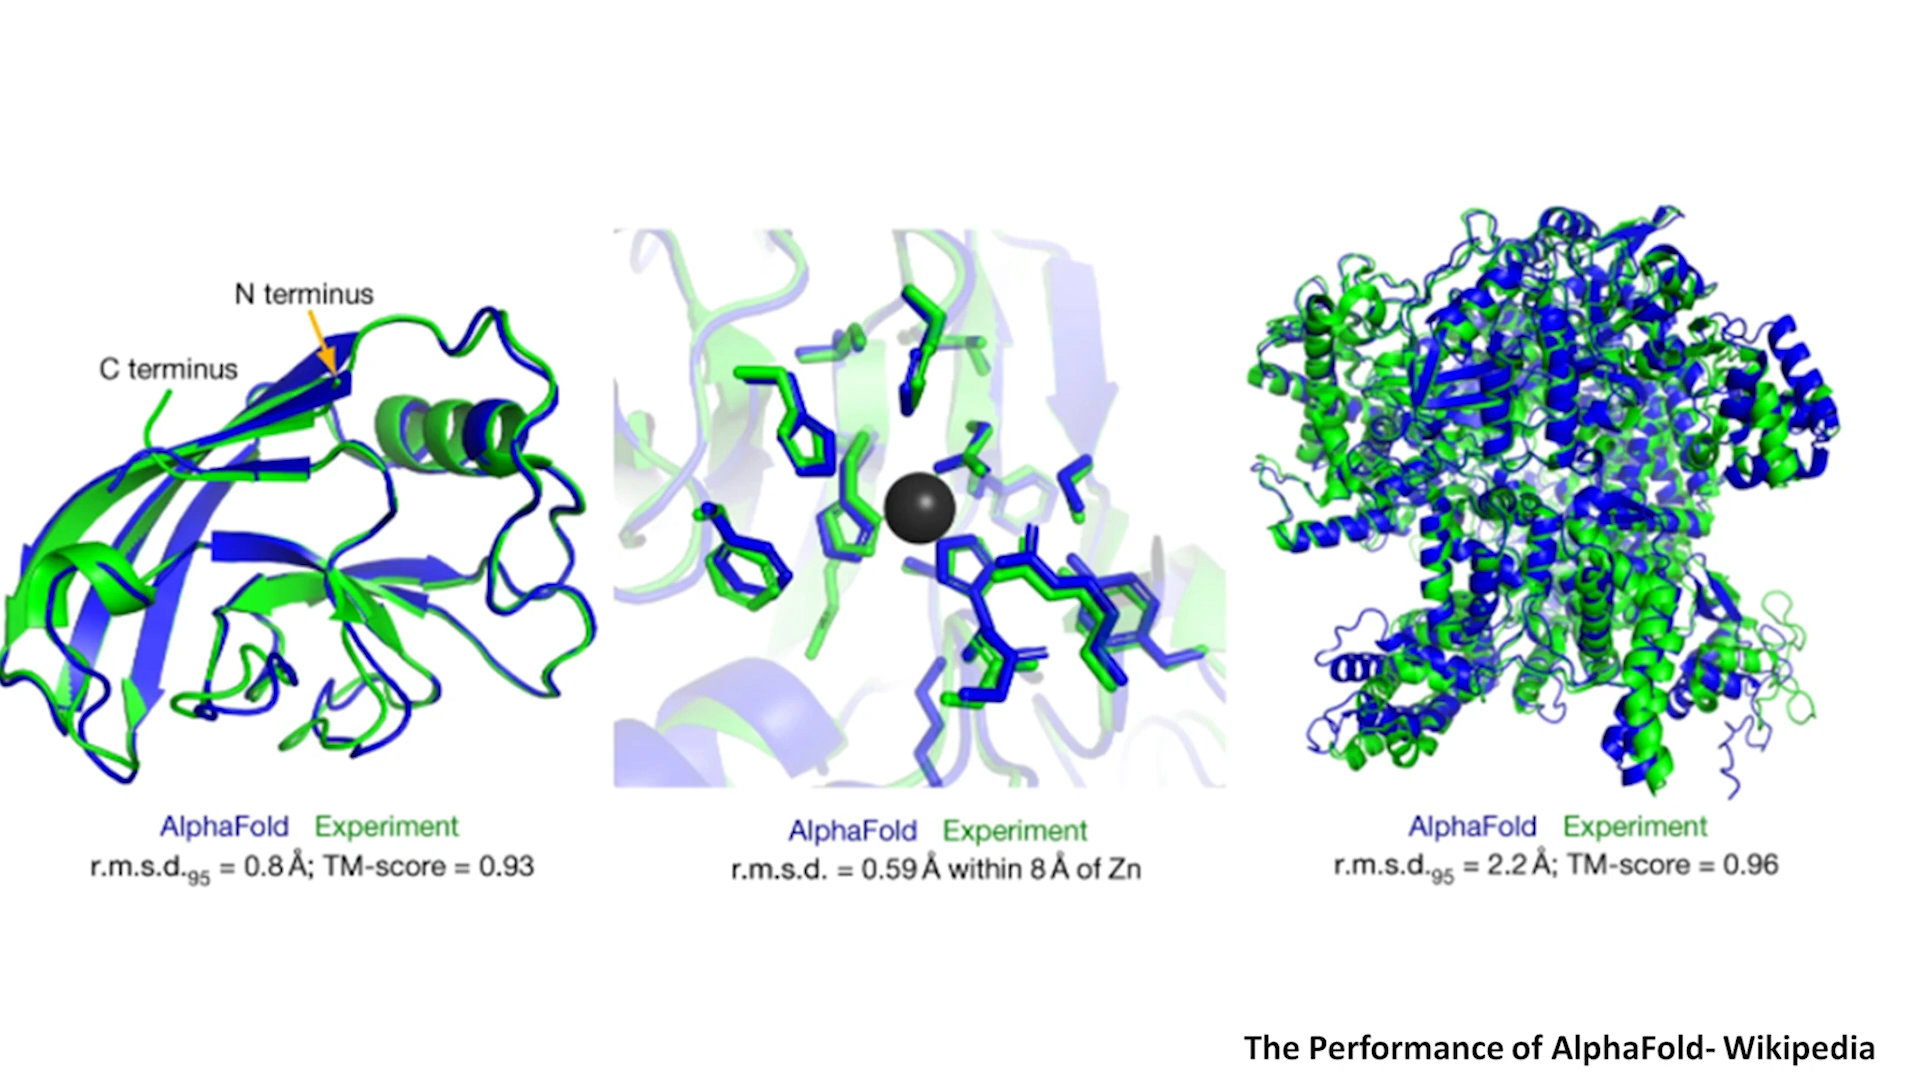 N terminus
C terminus
AlphaFold Experiment
r.m.s.d.95 = 0.8 Å; TM-score = 0.93
AlphaFold Experiment
r.m.s.d. = 0.59 Å within 8 Å of Zn
AlphaFold Experiment
r.m.s.d.95 = 2.2 Å; TM-score = 0.96
The Performance of AlphaFold- Wikipedia